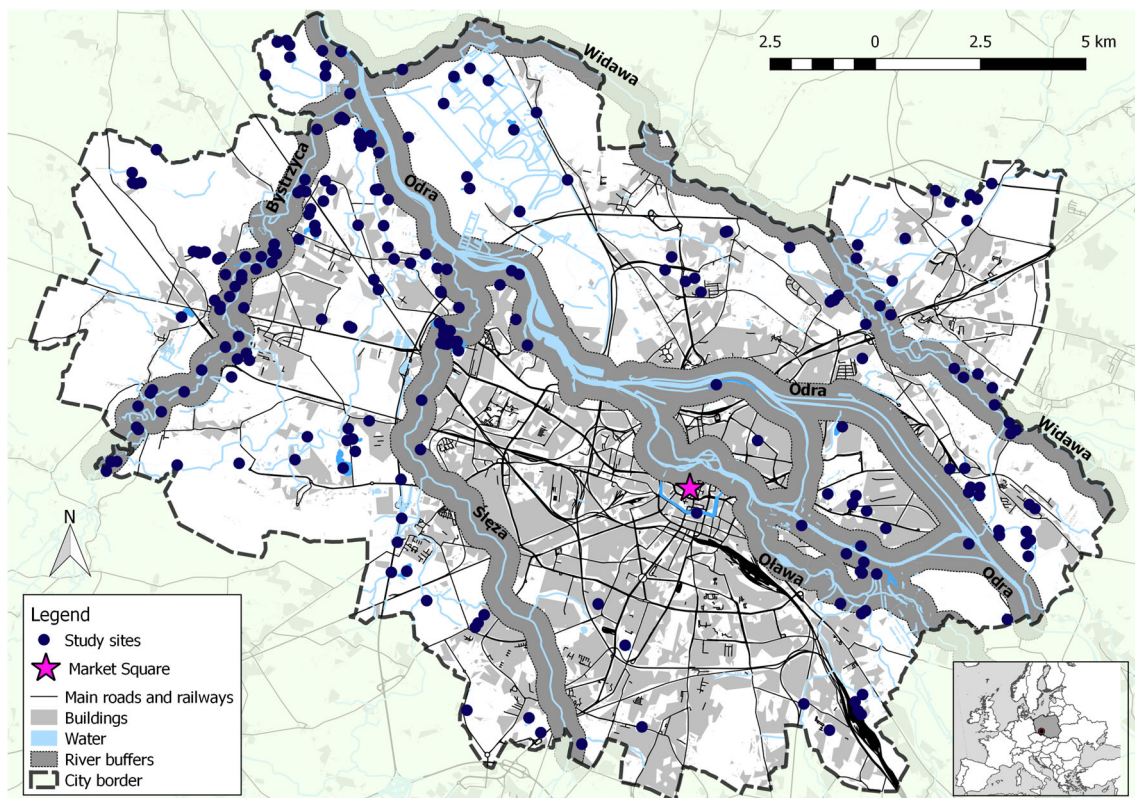 2.5 0 2.5 5 km
Widawa
Bystrzyca
Odra
Odra
Widawa
Ślęza
Oława
Odra
N
Legend
Study sites
Market Square
Main roads and railways
Buildings
Water
River buffers
City border